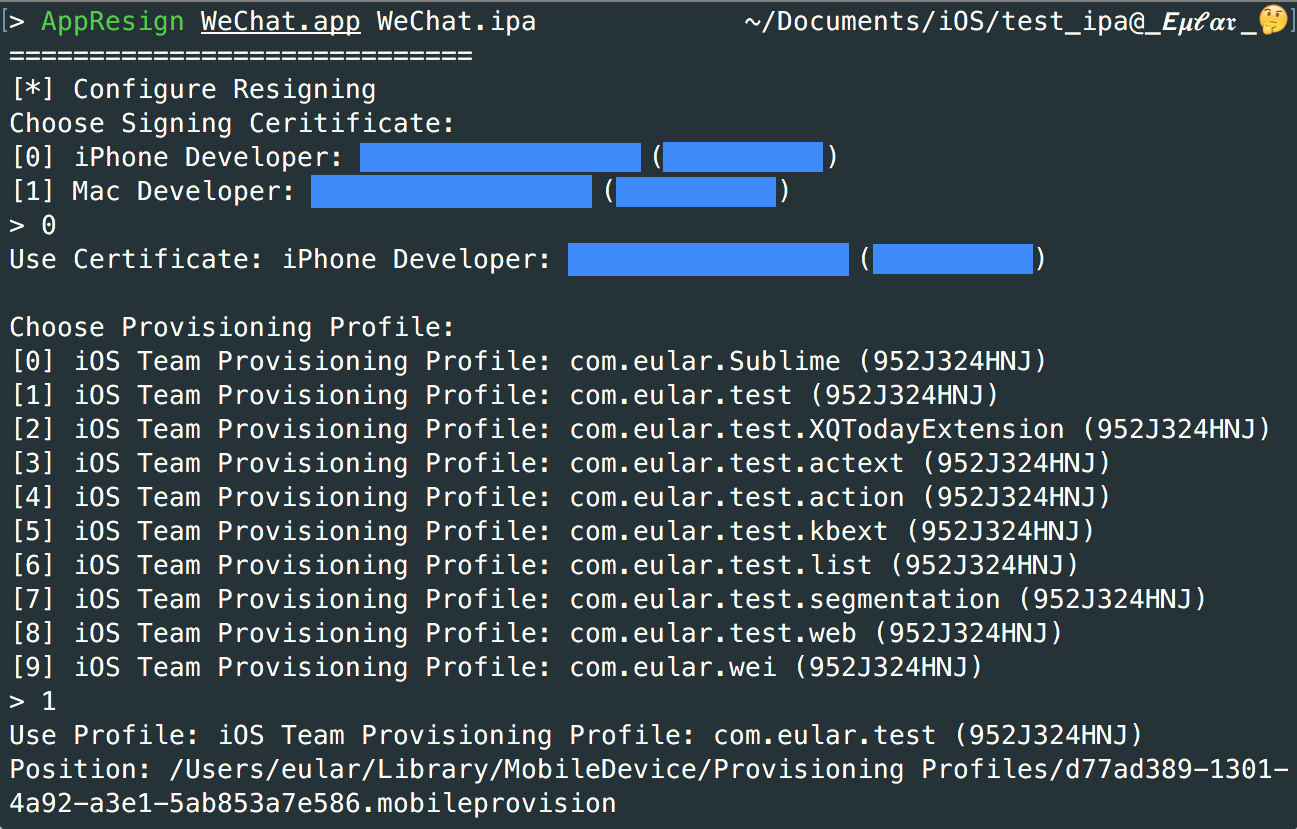 [> AppResign WeChat.app WeChat.ipa ~/Documents/iOS/test_ipa@_𝑬𝝁𝓵𝜶𝖗_🤔]
=============================
[*] Configure Resigning
Choose Signing Ceritificate:
[0] iPhone Developer: ( )
[1] Mac Developer: ( )
> 0
Use Certificate: iPhone Developer: ( )
Choose Provisioning Profile:
[0] iOS Team Provisioning Profile: com.eular.Sublime (952J324HNJ)
[1] iOS Team Provisioning Profile: com.eular.test (952J324HNJ)
[2] iOS Team Provisioning Profile: com.eular.test.XQTodayExtension (952J324HNJ)
[3] iOS Team Provisioning Profile: com.eular.test.actext (952J324HNJ)
[4] iOS Team Provisioning Profile: com.eular.test.action (952J324HNJ)
[5] iOS Team Provisioning Profile: com.eular.test.kbext (952J324HNJ)
[6] iOS Team Provisioning Profile: com.eular.test.list (952J324HNJ)
[7] iOS Team Provisioning Profile: com.eular.test.segmentation (952J324HNJ)
[8] iOS Team Provisioning Profile: com.eular.test.web (952J324HNJ)
[9] iOS Team Provisioning Profile: com.eular.wei (952J324HNJ)
> 1
Use Profile: iOS Team Provisioning Profile: com.eular.test (952J324HNJ)
Position: /Users/eular/Library/MobileDevice/Provisioning Profiles/d77ad389-1301-
4a92-a3e1-5ab853a7e586.mobileprovision